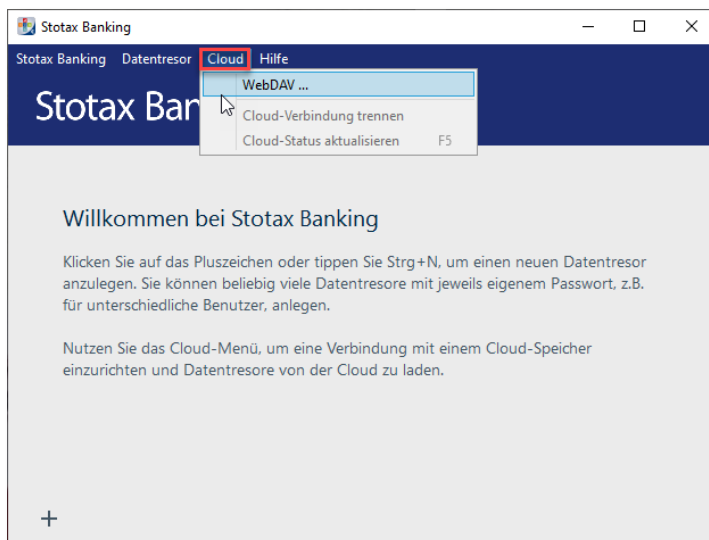 Stotax Banking
Stotax Banking Datentresor Cloud Hilfe
WebDAV ...
Stotax Ban
Cloud-Verbindung trennen
Cloud-Status aktualisieren F5
Willkommen bei Stotax Banking
Klicken Sie auf das Pluszeichen oder tippen Sie Strg+N, um einen neuen Datentresor
anzulegen. Sie können beliebig viele Datentresore mit jeweils eigenem Passwort, z.B.
für unterschiedliche Benutzer, anlegen.
Nutzen Sie das Cloud-Menü, um eine Verbindung mit einem Cloud-Speicher
einzurichten und Datentresore von der Cloud zu laden.